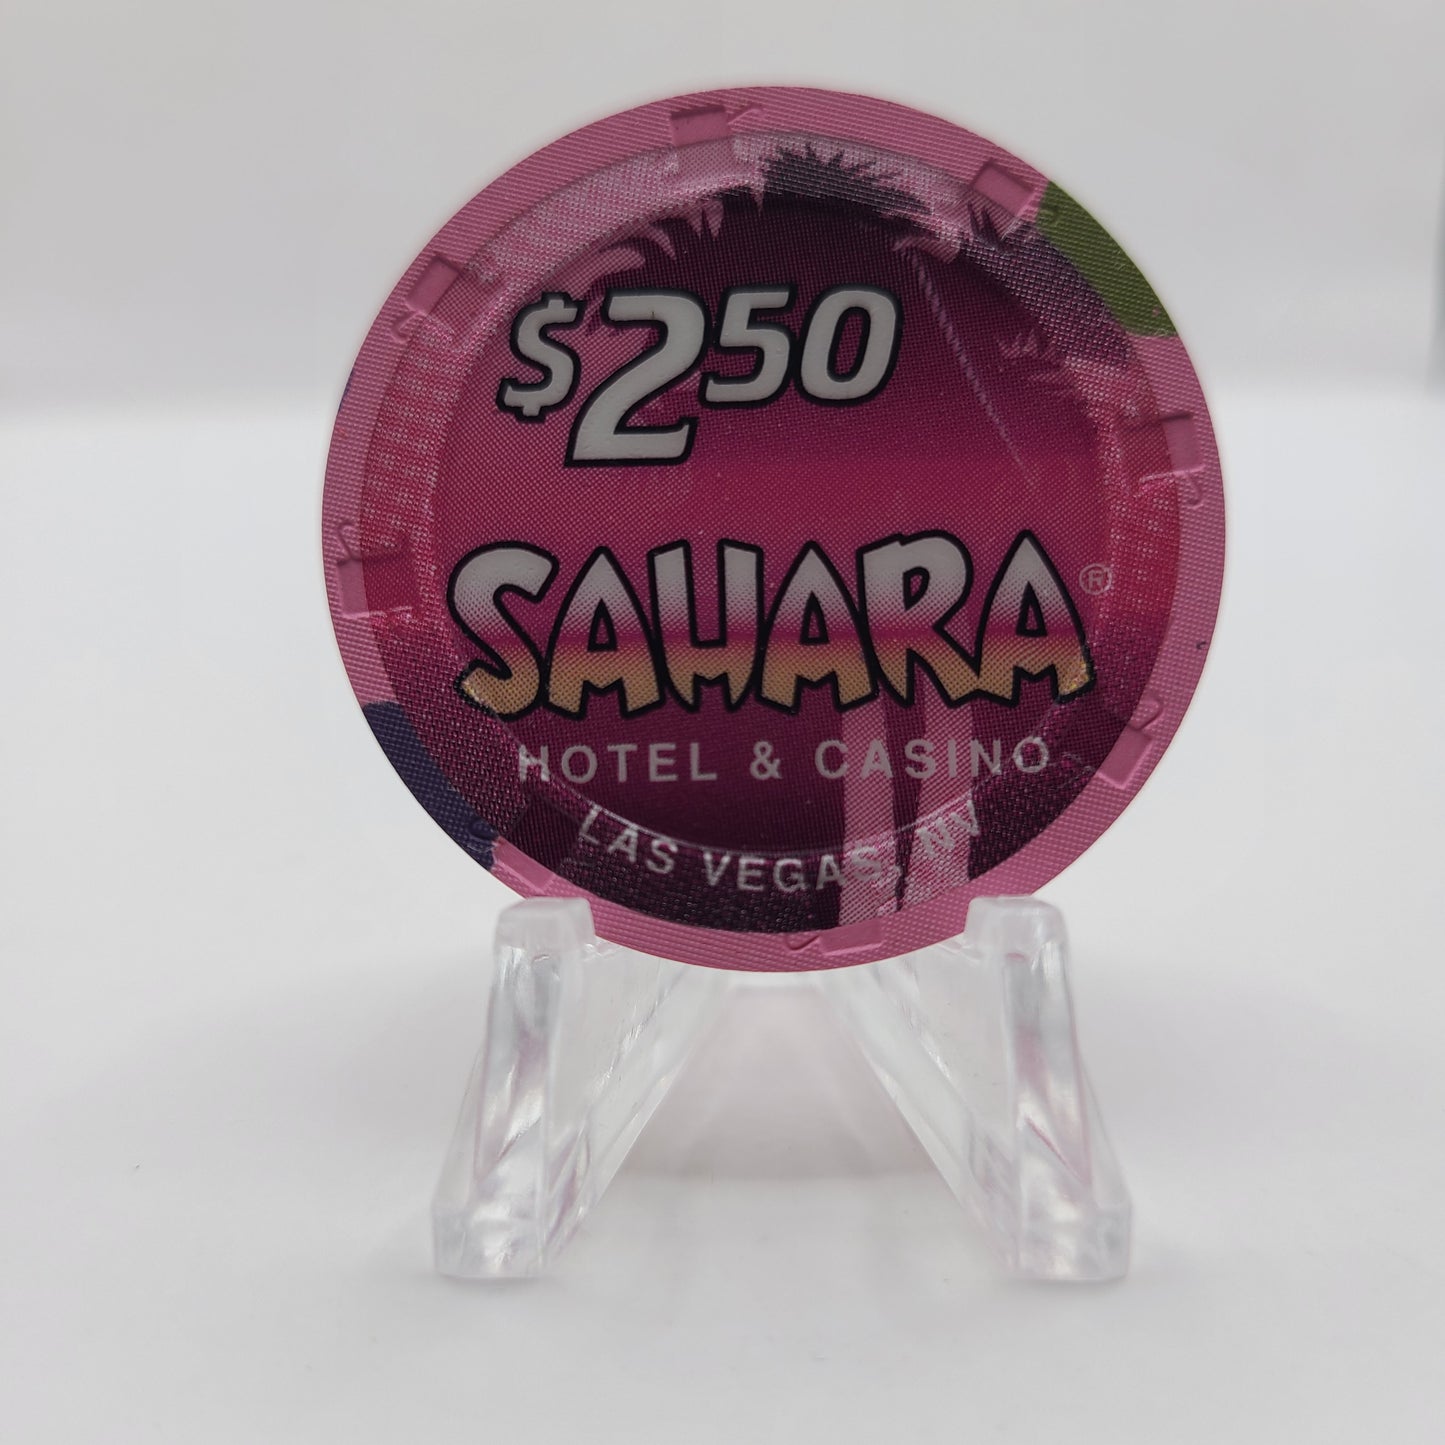 $2.50
SAHARA®
HOTEL & CASINO
LAS VEGAS, NV